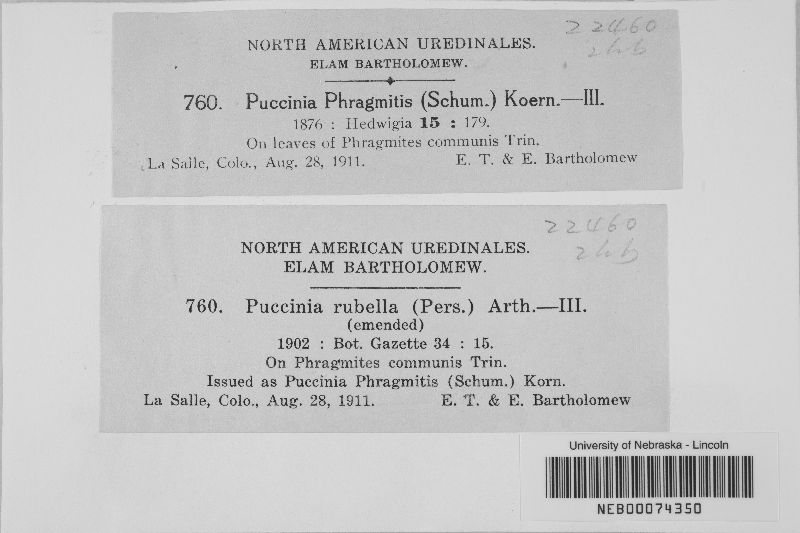 22460
2hb
NORTH AMERICAN UREDINALES.
ELAM BARTHOLOMEW.
760. Puccinia Phragmitis (Schum.) Koern.—III.
1876 : Hedwigia 15 : 179.
On leaves of Phragmites communis Trin.
La Salle, Colo., Aug. 28, 1911. E. T. & E. Bartholomew
22460
2hb
NORTH AMERICAN UREDINALES.
ELAM BARTHOLOMEW.
760. Puccinia rubella (Pers.) Arth.—III.
(emended)
1902 : Bot. Gazette 34 : 15.
On Phragmites communis Trin.
Issued as Puccinia Phragmitis (Schum.) Korn.
La Salle, Colo., Aug. 28, 1911. E. T. & E. Bartholomew
University of Nebraska - Lincoln
NEB00074350